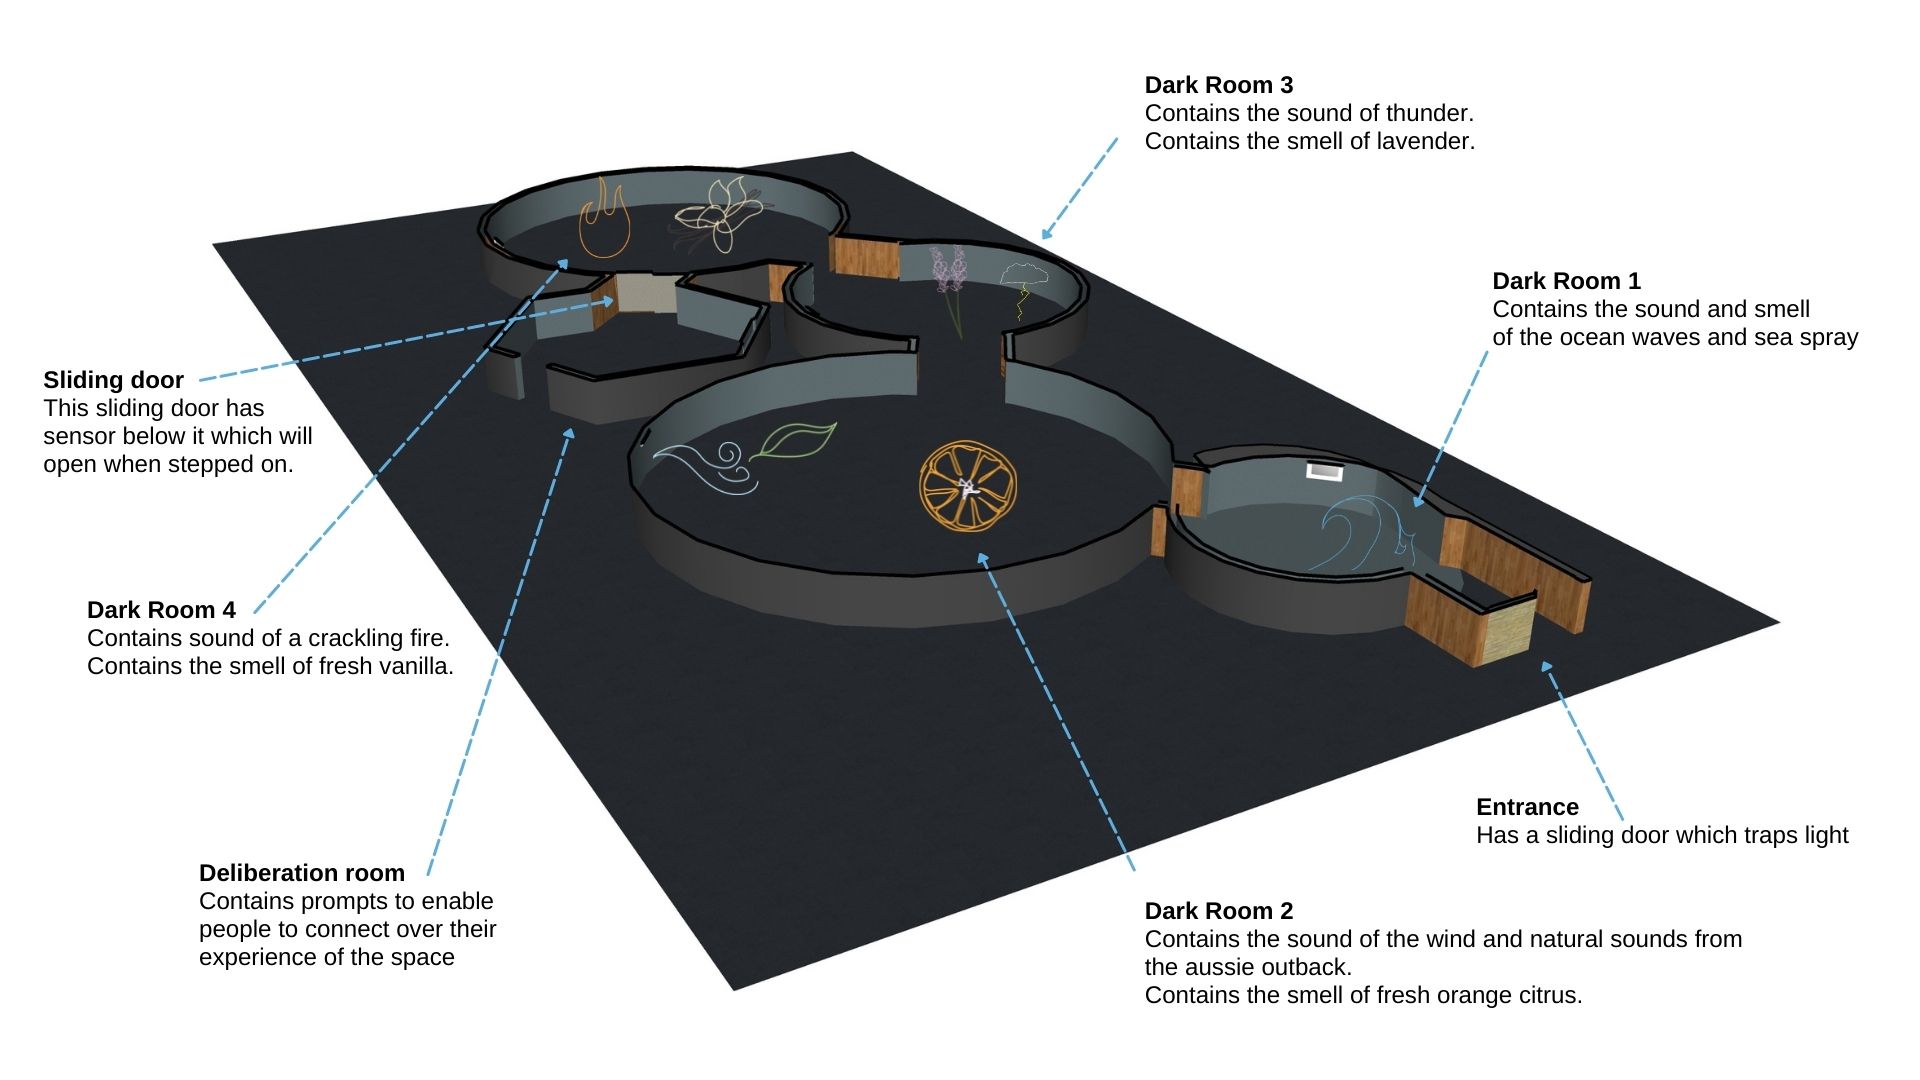 Dark Room 3
Contains the sound of thunder.
Contains the smell of lavender.
Dark Room 1
Contains the sound and smell
of the ocean waves and sea spray
Sliding door
This sliding door has
sensor below it which will
open when stepped on.
Dark Room 4
Contains sound of a crackling fire.
Contains the smell of fresh vanilla.
Entrance
Has a sliding door which traps light
Deliberation room
Contains prompts to enable
people to connect over their
experience of the space
Dark Room 2
Contains the sound of the wind and natural sounds from
the aussie outback.
Contains the smell of fresh orange citrus.